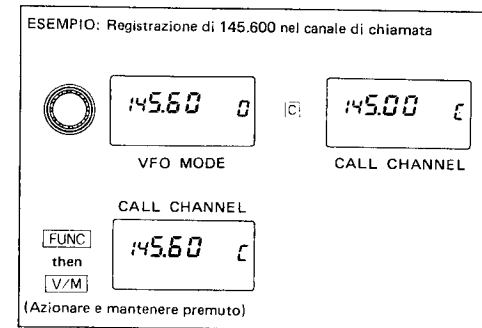 ESEMPIO: Registrazione di 145.600 nel canale di chiamata
145.60 0
C
145.00 C
VFO MODE
CALL CHANNEL
CALL CHANNEL
FUNC
then
V/M
145.60 C
(Azionare e mantenere premuto)